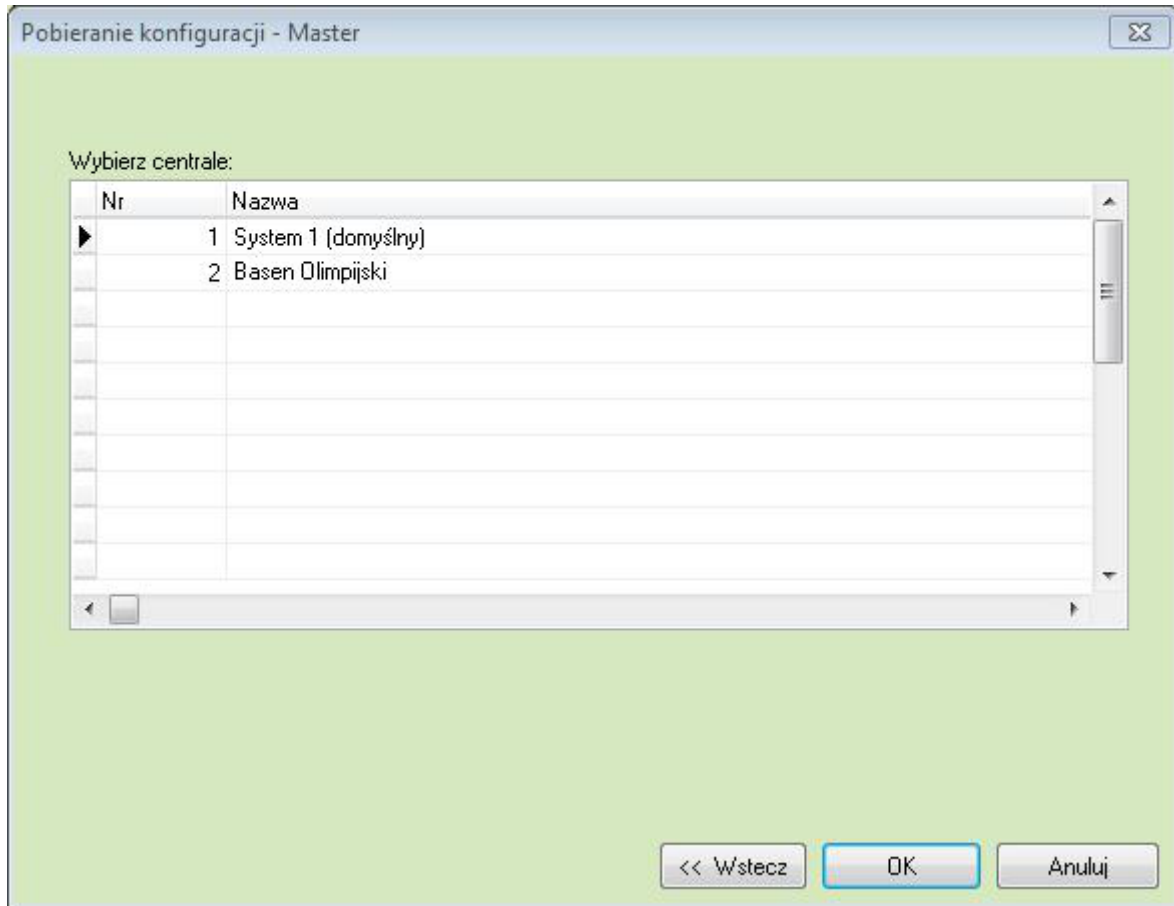 Pobieranie konfiguracji - Master
Wybierz centrale:
Nr Nazwa
1 System 1 (domyślny)
2 Basen Olimpijski
<< Wstecz OK Anuluj